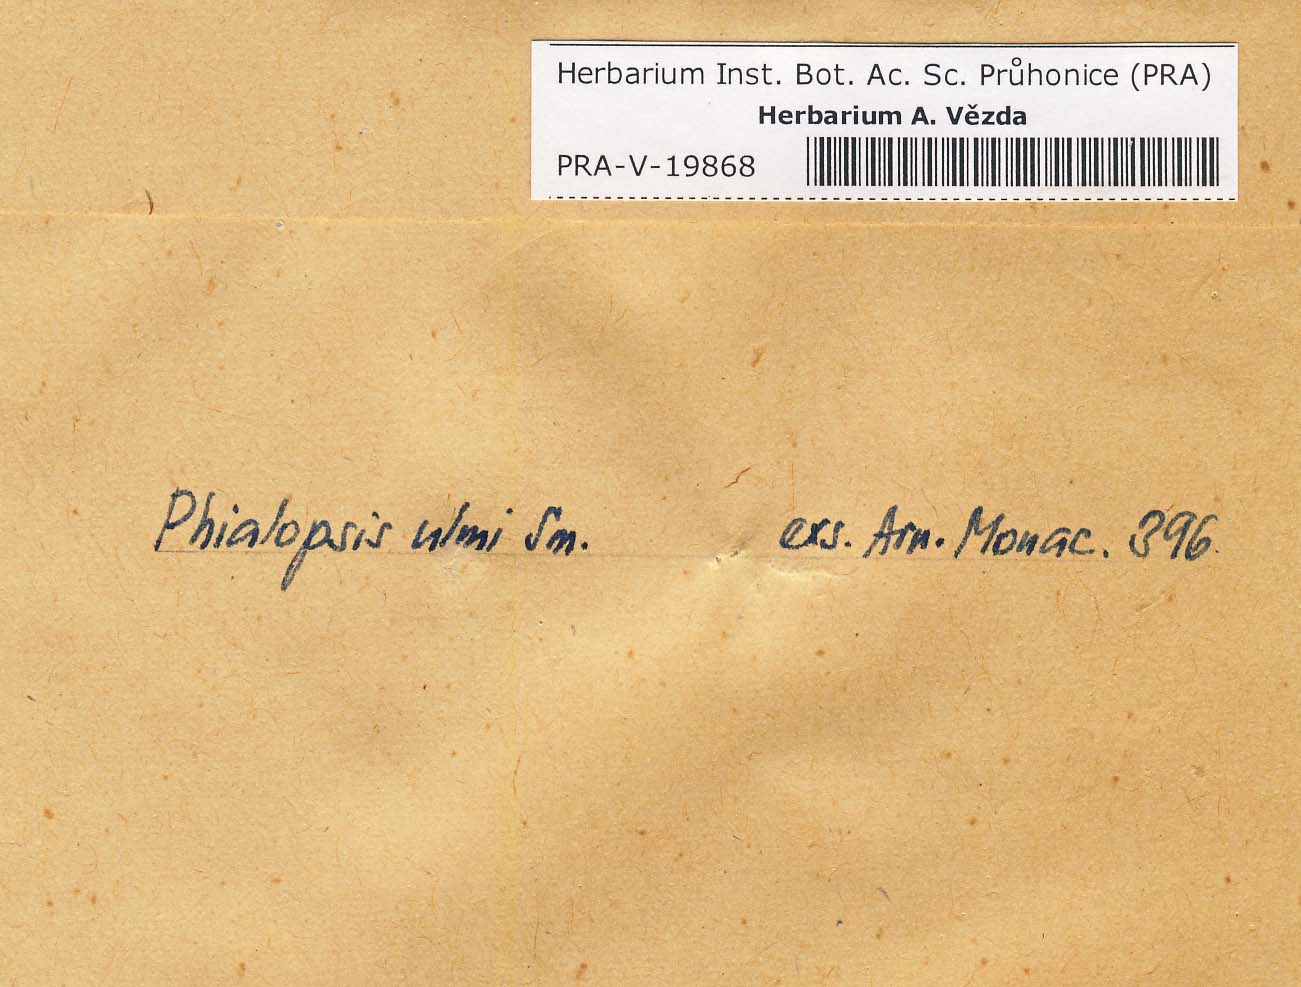 Herbarium Inst. Bot. Ac. Sc. Průhonice (PRA)
Herbarium A. Vězda
PRA-V-19868
Phialopsis ulmi Sm. exs. Arn. Monac. 396